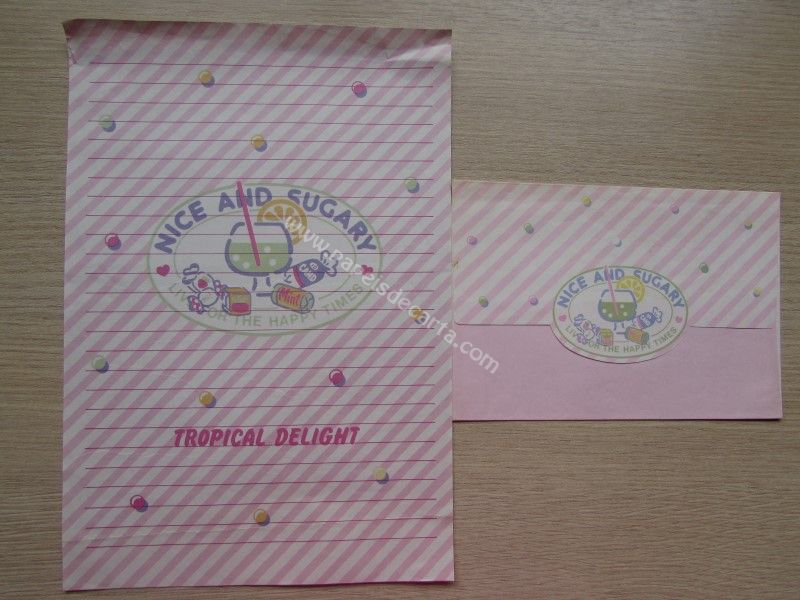 NICE AND SUGARY
Mint
LIVE FOR THE HAPPY TIMES
TROPICAL DELIGHT
NICE AND SUGARY
LIVE FOR THE HAPPY TIMES
www.papeisdecarta.com